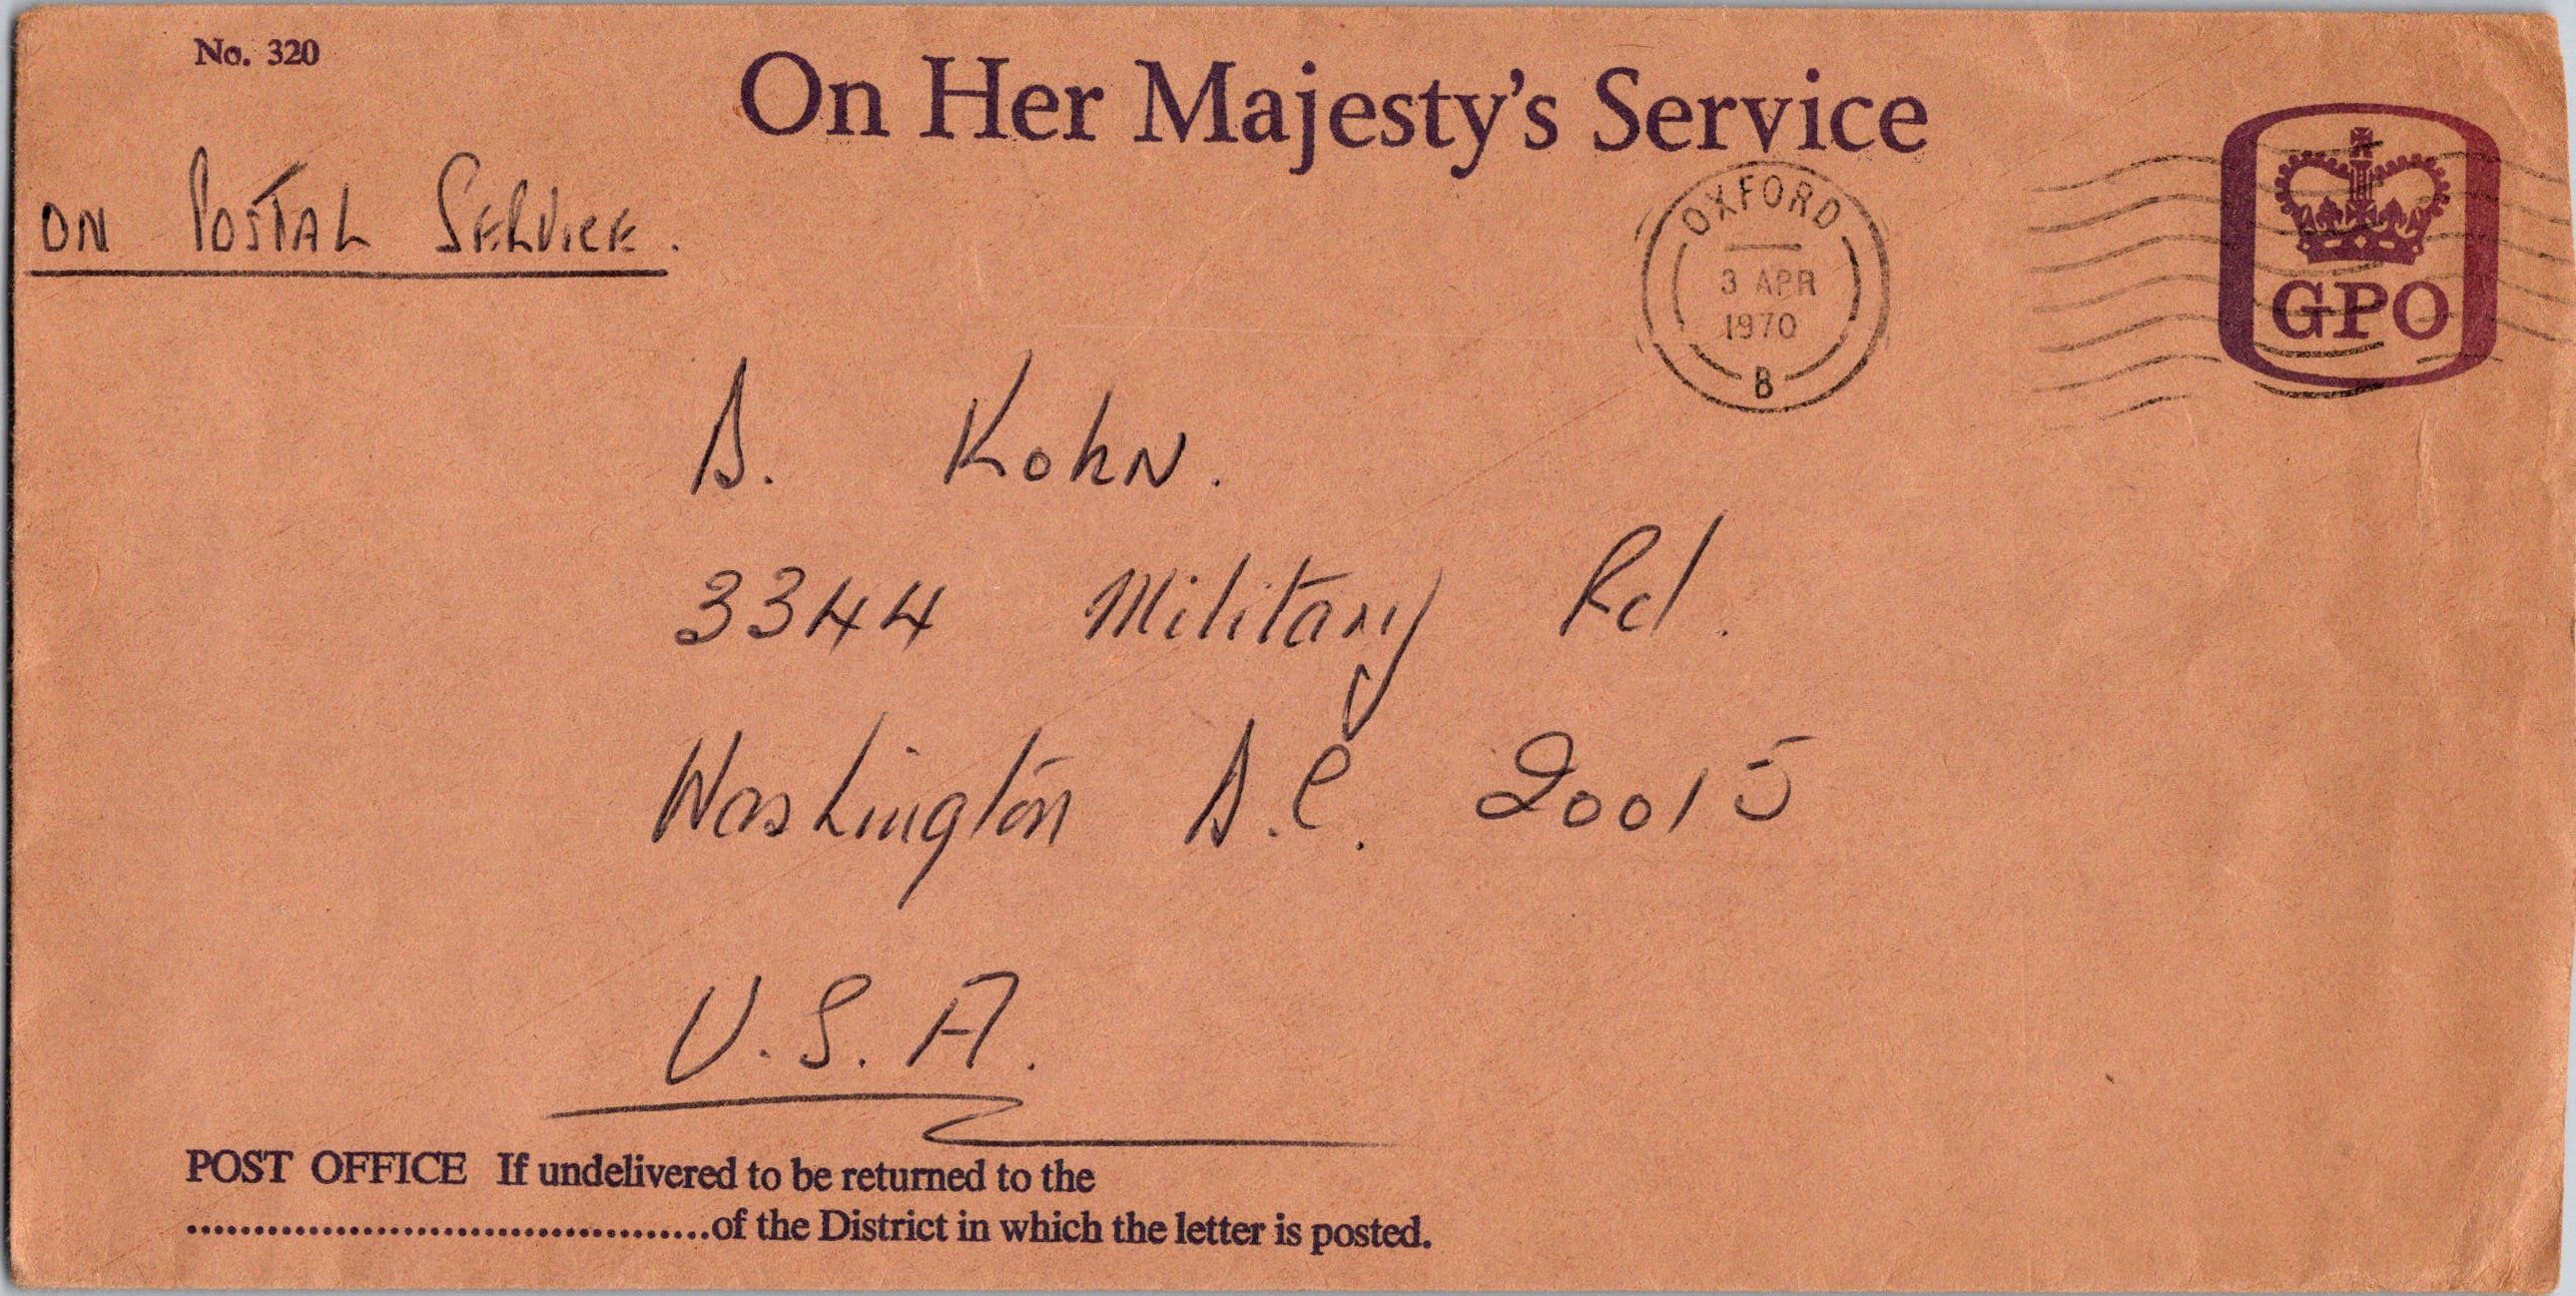 No. 320
On Her Majesty's Service
ON POSTAL SERVICE.
OXFORD
3 APR
1970
B
GPO
D. Kohn.
3344 Military Rd.
Washington D.C. 20015
U.S.A.
POST OFFICE If undelivered to be returned to the
........................................of the District in which the letter is posted.